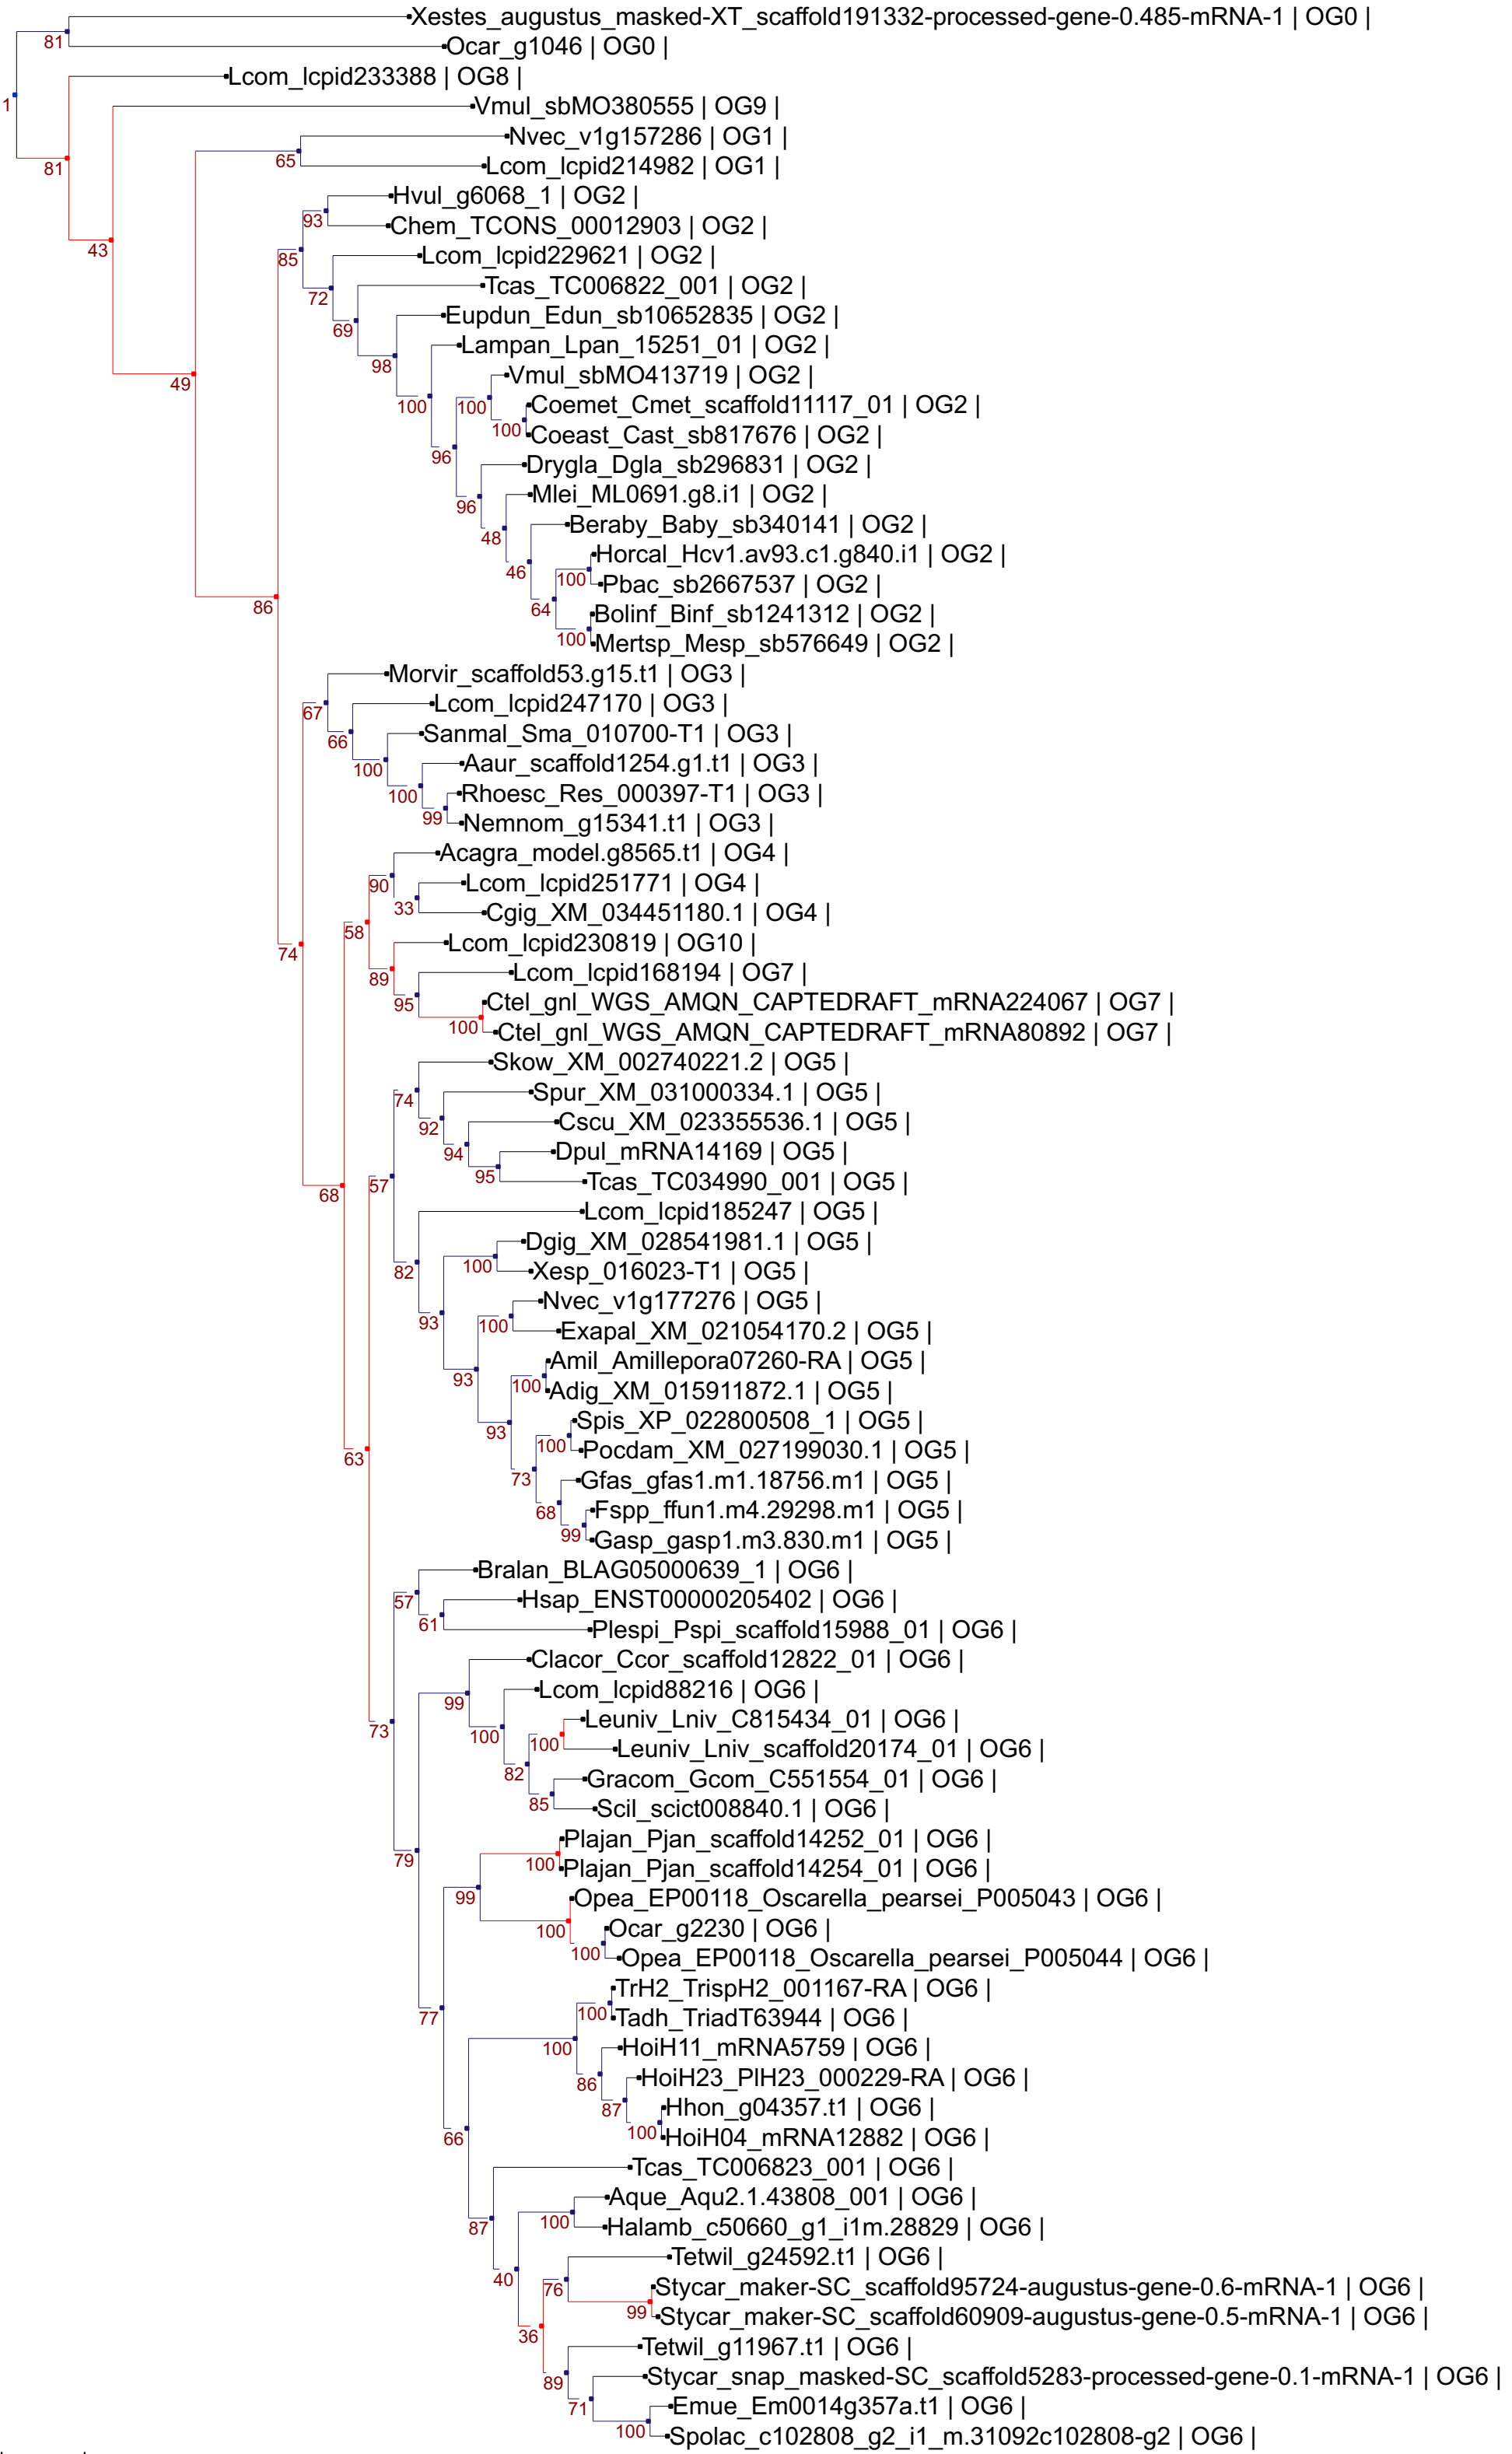 Xestes_augustus_masked-XT_scaffold191332-processed-gene-0.485-mRNA-1 | OG0 |
81
Ocar_g1046 | OG0 |
Lcom_lcpid233388 | OG8 |
1
Vmul_sbMO380555 | OG9 |
Nvec_v1g157286 | OG1 |
65
81
Lcom_lcpid214982 | OG1 |
Hvul_g6068_1 | OG2 |
93
Chem_TCONS_00012903 | OG2 |
43
85
Lcom_lcpid229621 | OG2 |
72
Tcas_TC006822_001 | OG2 |
69
Eupdun_Edun_sb10652835 | OG2 |
Lampan_Lpan_15251_01 | OG2 |
98
Vmul_sbMO413719 | OG2 |
49
100
100
Coemet_Cmet_scaffold11117_01 | OG2 |
100
Coeast_Cast_sb817676 | OG2 |
96
Drygla_Dgla_sb296831 | OG2 |
Mlei_ML0691.g8.i1 | OG2 |
96
Beraby_Baby_sb340141 | OG2 |
48
Horcal_Hcv1.av93.c1.g840.i1 | OG2 |
46
100
Pbac_sb2667537 | OG2 |
86
64
Bolinf_Binf_sb1241312 | OG2 |
100
Mertsp_Mesp_sb576649 | OG2 |
Morvir_scaffold53.g15.t1 | OG3 |
Lcom_lcpid247170 | OG3 |
67
Sanmal_Sma_010700-T1 | OG3 |
66
Aaur_scaffold1254.g1.t1 | OG3 |
100
Rhoesc_Res_000397-T1 | OG3 |
100
99
Nemnom_g15341.t1 | OG3 |
Acagra_model.g8565.t1 | OG4 |
90
Lcom_lcpid251771 | OG4 |
33
Cgig_XM_034451180.1 | OG4 |
58
Lcom_lcpid230819 | OG10 |
74
Lcom_lcpid168194 | OG7 |
89
Ctel_gnl_WGS_AMQN_CAPTEDRAFT_mRNA224067 | OG7 |
95
100
Ctel_gnl_WGS_AMQN_CAPTEDRAFT_mRNA80892 | OG7 |
Skow_XM_002740221.2 | OG5 |
Spur_XM_031000334.1 | OG5 |
74
Cscu_XM_023355536.1 | OG5 |
92
Dpul_mRNA14169 | OG5 |
94
95
Tcas_TC034990_001 | OG5 |
57
68
Lcom_lcpid185247 | OG5 |
Dgig_XM_028541981.1 | OG5 |
100
82
Xesp_016023-T1 | OG5 |
Nvec_v1g177276 | OG5 |
93
100
Exapal_XM_021054170.2 | OG5 |
Amil_Amillepora07260-RA | OG5 |
93
100
Adig_XM_015911872.1 | OG5 |
Spis_XP_022800508_1 | OG5 |
93
100
Pocdam_XM_027199030.1 | OG5 |
63
73
Gfas_gfas1.m1.18756.m1 | OG5 |
68
Fspp_ffun1.m4.29298.m1 | OG5 |
99
Gasp_gasp1.m3.830.m1 | OG5 |
Bralan_BLAG05000639_1 | OG6 |
57
Hsap_ENST00000205402 | OG6 |
61
Plespi_Pspi_scaffold15988_01 | OG6 |
Clacor_Ccor_scaffold12822_01 | OG6 |
Lcom_lcpid88216 | OG6 |
99
Leuniv_Lniv_C815434_01 | OG6 |
73
100
100
Leuniv_Lniv_scaffold20174_01 | OG6 |
82
Gracom_Gcom_C551554_01 | OG6 |
85
Scil_scict008840.1 | OG6 |
Plajan_Pjan_scaffold14252_01 | OG6 |
79
100
Plajan_Pjan_scaffold14254_01 | OG6 |
99
Opea_EP00118_Oscarella_pearsei_P005043 | OG6 |
100
Ocar_g2230 | OG6 |
100
Opea_EP00118_Oscarella_pearsei_P005044 | OG6 |
TrH2_TrispH2_001167-RA | OG6 |
77
100
Tadh_TriadT63944 | OG6 |
100
HoiH11_mRNA5759 | OG6 |
86
HoiH23_PlH23_000229-RA | OG6 |
87
Hhon_g04357.t1 | OG6 |
66
100
HoiH04_mRNA12882 | OG6 |
Tcas_TC006823_001 | OG6 |
Aque_Aqu2.1.43808_001 | OG6 |
87
100
Halamb_c50660_g1_i1m.28829 | OG6 |
Tetwil_g24592.t1 | OG6 |
40
76
Stycar_maker-SC_scaffold95724-augustus-gene-0.6-mRNA-1 | OG6 |
99
Stycar_maker-SC_scaffold60909-augustus-gene-0.5-mRNA-1 | OG6 |
36
Tetwil_g11967.t1 | OG6 |
89
Stycar_snap_masked-SC_scaffold5283-processed-gene-0.1-mRNA-1 | OG6 |
71
Emue_Em0014g357a.t1 | OG6 |
100
Spolac_c102808_g2_i1_m.31092c102808-g2 | OG6 |